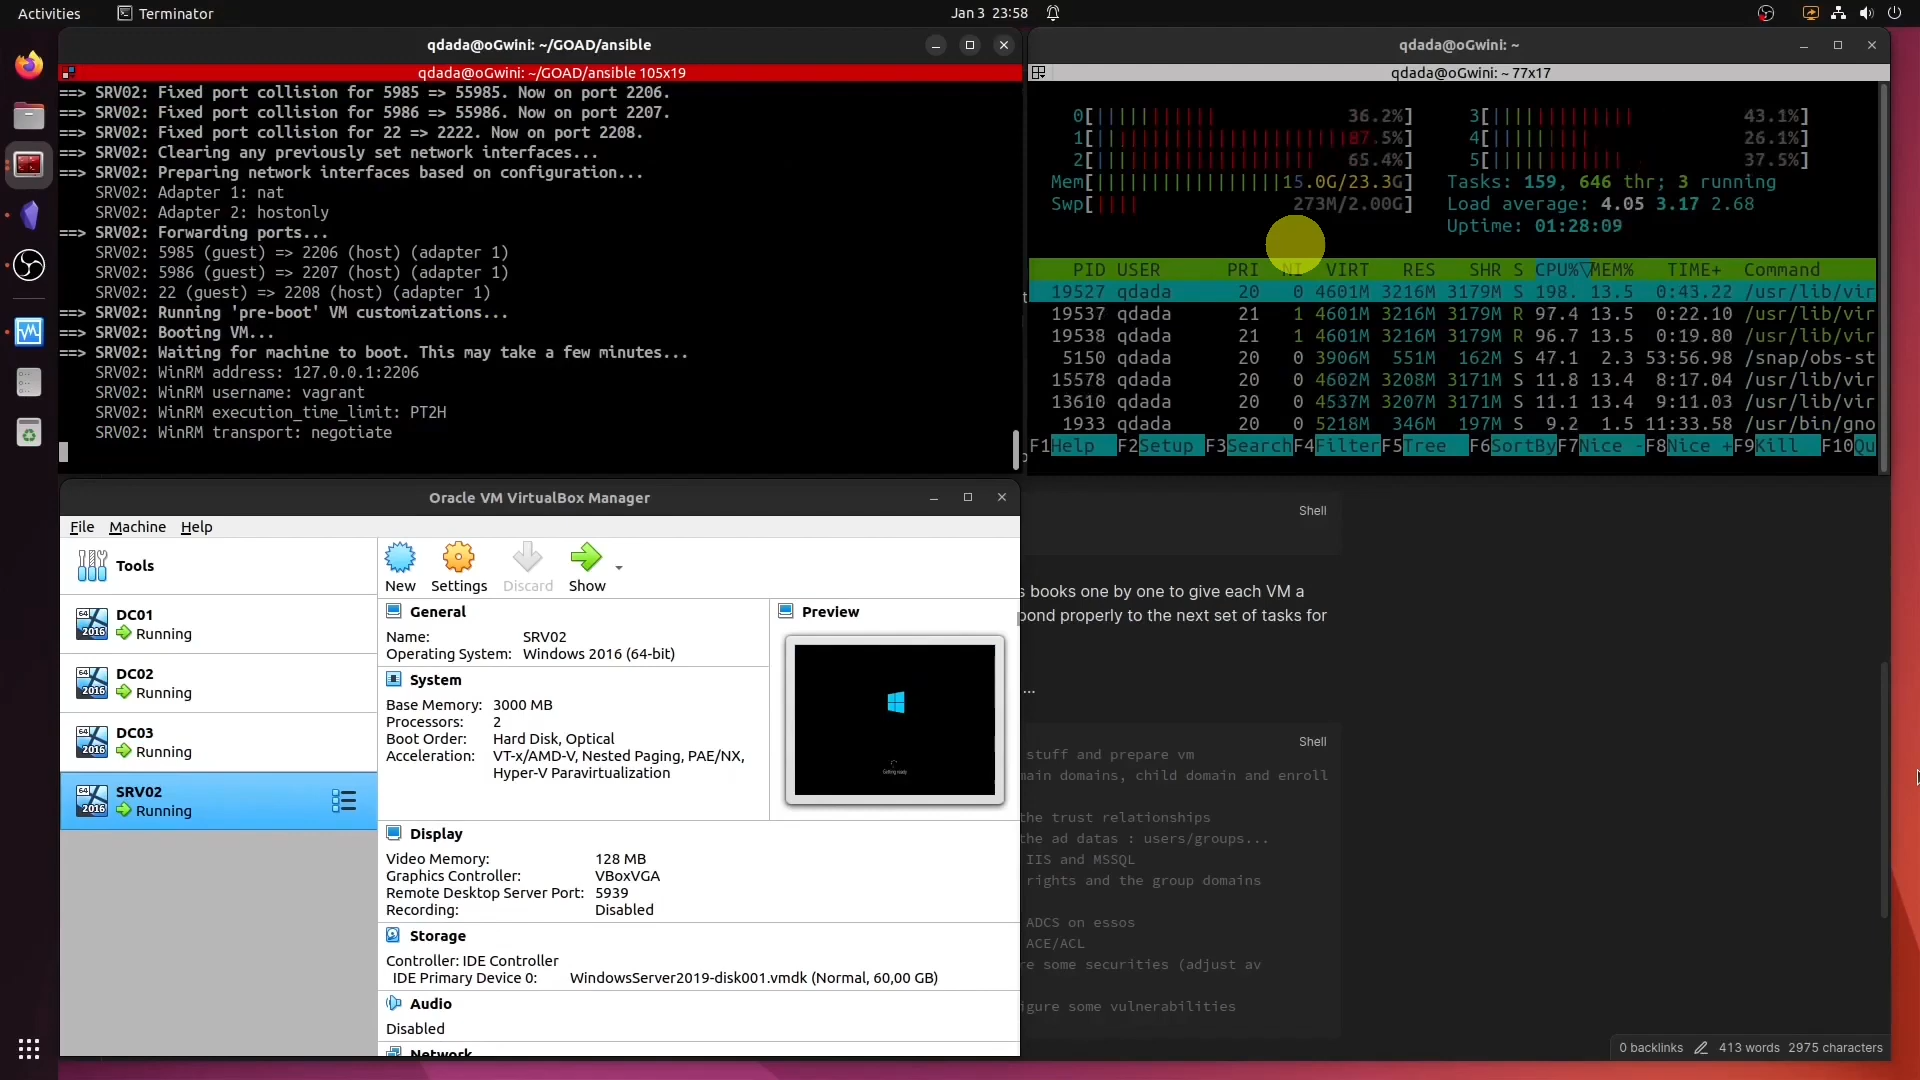 Activities
Terminator
Jan 3 23:58
qdada@oGwini: ~/GOAD/ansible
qdada@oGwini: ~/GOAD/ansible 105x19
==> SRV02: Fixed port collision for 5985 => 55985. Now on port 2206.
==> SRV02: Fixed port collision for 5986 => 55986. Now on port 2207.
==> SRV02: Fixed port collision for 22 => 2222. Now on port 2208.
==> SRV02: Clearing any previously set network interfaces...
==> SRV02: Preparing network interfaces based on configuration...
SRV02: Adapter 1: nat
SRV02: Adapter 2: hostonly
==> SRV02: Forwarding ports...
SRV02: 5985 (guest) => 2206 (host) (adapter 1)
SRV02: 5986 (guest) => 2207 (host) (adapter 1)
SRV02: 22 (guest) => 2208 (host) (adapter 1)
==> SRV02: Running 'pre-boot' VM customizations...
==> SRV02: Booting VM...
==> SRV02: Waiting for machine to boot. This may take a few minutes...
SRV02: WinRM address: 127.0.0.1:2206
SRV02: WinRM username: vagrant
SRV02: WinRM execution_time_limit: PT2H
SRV02: WinRM transport: negotiate
qdada@oGwini: ~
qdada@oGwini: ~ 77x17
0[||||||||||||| 36.2%] 3[|||||||||||||| 43.1%]
1[||||||||||||||||||||||||87.5%] 4[|||||||||| 26.1%]
2[||||||||||||||||||||||| 65.4%] 5[|||||||||||||| 37.5%]
Mem[||||||||||||||||||15.0G/23.3G] Tasks: 159, 646 thr; 3 running
Swp[|||| 273M/2.00G] Load average: 4.05 3.17 2.68
Uptime: 01:28:09
PID USER PRI NI VIRT RES SHR S CPU%▽MEM% TIME+ Command
19527 qdada 20 0 4601M 3216M 3179M S 198. 13.5 0:43.22 /usr/lib/vir
19537 qdada 21 1 4601M 3216M 3179M R 97.4 13.5 0:22.10 /usr/lib/vir
19538 qdada 21 1 4601M 3216M 3179M R 96.7 13.5 0:19.80 /usr/lib/vir
5150 qdada 20 0 3906M 551M 162M S 47.1 2.3 53:56.98 /snap/obs-st
15578 qdada 20 0 4602M 3208M 3171M S 11.8 13.4 8:17.04 /usr/lib/vir
13610 qdada 20 0 4537M 3207M 3171M S 11.1 13.4 9:11.03 /usr/lib/vir
1933 qdada 20 0 5218M 346M 197M S 9.2 1.5 11:33.58 /usr/bin/gno
F1Help F2Setup F3SearchF4FilterF5Tree F6SortByF7Nice -F8Nice +F9Kill F10Qu
Oracle VM VirtualBox Manager
File Machine Help
Tools
New
Settings
Discard
Show
DC01
Running
DC02
Running
DC03
Running
SRV02
Running
General
Name: SRV02
Operating System: Windows 2016 (64-bit)
System
Base Memory: 3000 MB
Processors: 2
Boot Order: Hard Disk, Optical
Acceleration: VT-x/AMD-V, Nested Paging, PAE/NX,
Hyper-V Paravirtualization
Preview
Getting ready
Display
Video Memory: 128 MB
Graphics Controller: VBoxVGA
Remote Desktop Server Port: 5939
Recording: Disabled
Storage
Controller: IDE Controller
IDE Primary Device 0: WindowsServer2019-disk001.vmdk (Normal, 60,00 GB)
Audio
Disabled
Network
Shell
s books one by one to give each VM a
pond properly to the next set of tasks for
...
Shell
stuff and prepare vm
main domains, child domain and enroll
the trust relationships
the ad datas : users/groups...
IIS and MSSQL
rights and the group domains
ADCS on essos
ACE/ACL
re some securities (adjust av
igure some vulnerabilities
0 backlinks 413 words 2975 characters